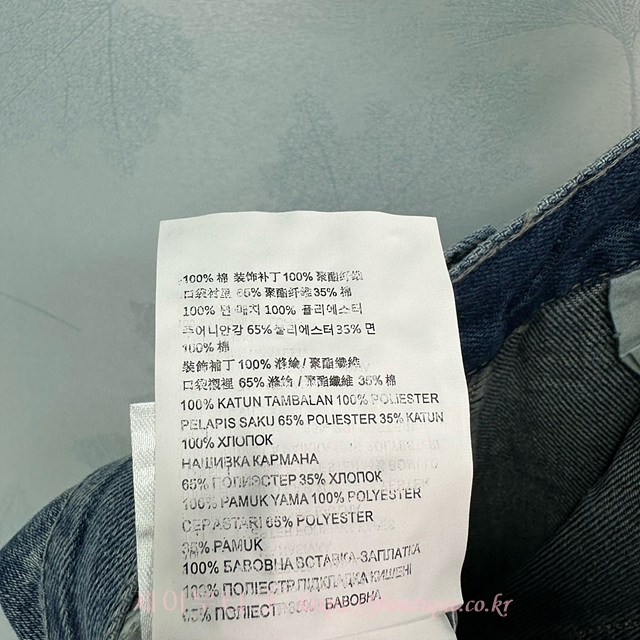 100% 棉 装饰补丁 100% 聚酯纤维
口袋衬里 65% 聚酯纤维 35% 棉
100% 면 패치 100% 폴리에스터
주머니안감 65% 폴리에스터 35% 면
100% 棉
裝飾補丁 100% 滌綸 / 聚酯纖維
口袋襯裡 65% 滌綸 / 聚酯纖維 35% 棉
100% KATUN TAMBALAN 100% POLIESTER
PELAPIS SAKU 65% POLIESTER 35% KATUN
100% ХЛОПОК
НАШИВКА КАРМАНА
65% ПОЛИЭСТЕР 35% ХЛОПОК
100% PAMUK YAMA 100% POLYESTER
CEP ASTARI 65% POLYESTER
35% PAMUK
100% БАВОВНА ВСТАВКА-ЗАПЛАТКА
100% ПОЛІЕСТР ПІДКЛАДКА КИШЕНІ
65% ПОЛІЕСТР 35% БАВОВНА